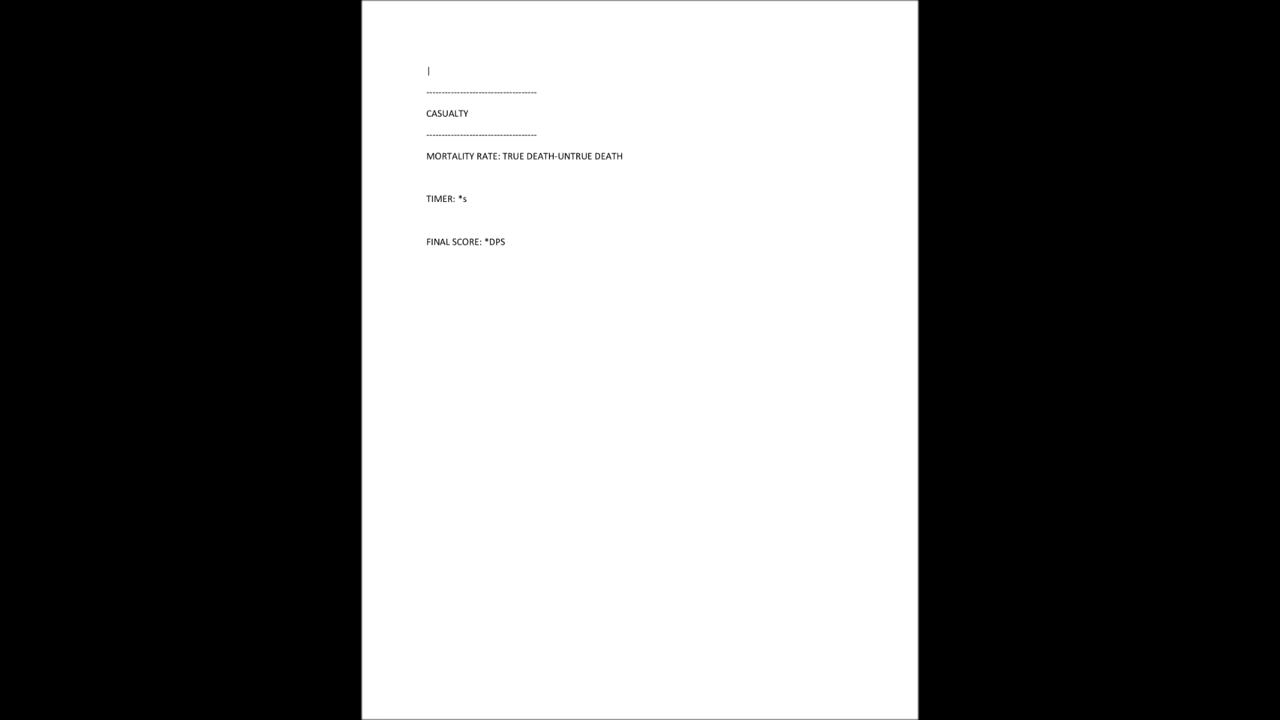 |
------------------------------------
CASUALTY
------------------------------------
MORTALITY RATE: TRUE DEATH-UNTRUE DEATH
TIMER: *s
FINAL SCORE: *DPS